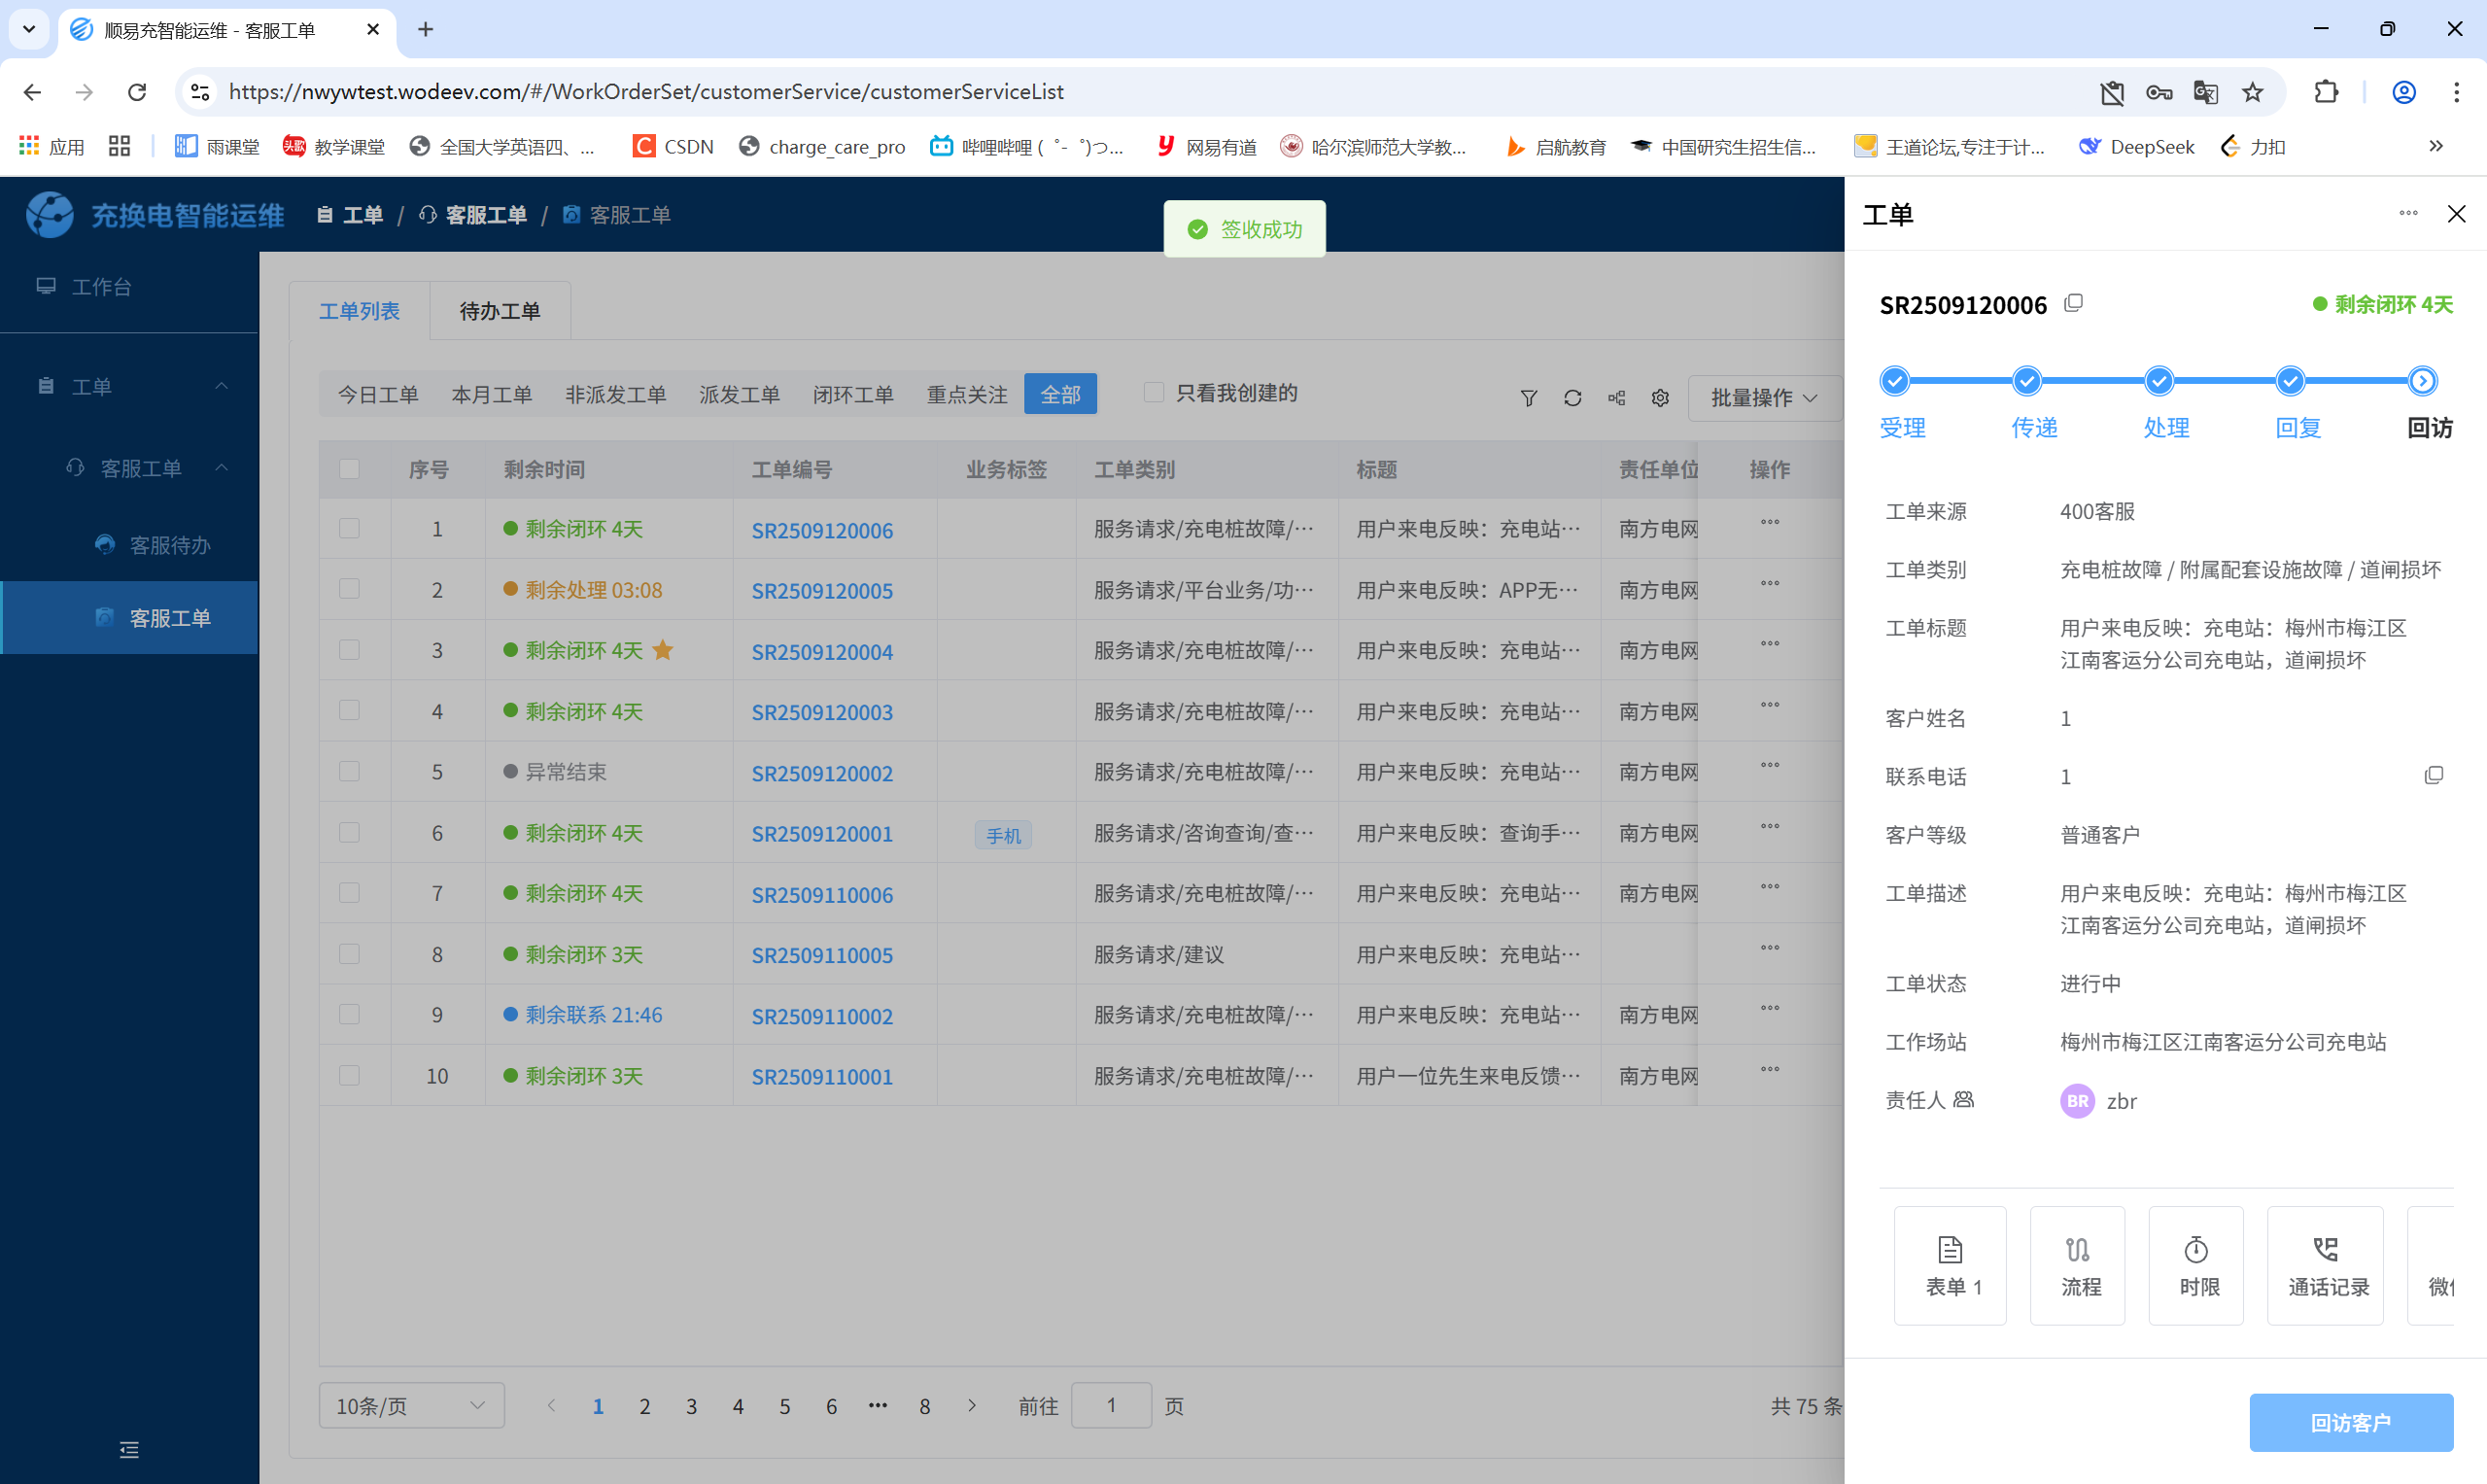 顺易充智能运维 - 客服工单
https://nwywtest.wodeev.com/#/WorkOrderSet/customerService/customerServiceList
应用 雨课堂 教学课堂 全国大学英语四、... CSDN charge_care_pro 哔哩哔哩 ( ゜- ゜)つ... 网易有道 哈尔滨师范大学教... 启航教育 中国研究生招生信... 王道论坛,专注于计... DeepSeek 力扣 »
充换电智能运维 工单 / 客服工单 / 客服工单
签收成功
工作台
工单
客服工单
客服待办
客服工单
工单列表 待办工单
今日工单 本月工单 非派发工单 派发工单 闭环工单 重点关注 全部 只看我创建的 批量操作
序号 剩余时间 工单编号 业务标签 工单类别 标题 责任单位 操作
1 剩余闭环 4天 SR2509120006 服务请求/充电桩故障/... 用户来电反映：充电站... 南方电网
2 剩余处理 03:08 SR2509120005 服务请求/平台业务/功... 用户来电反映：APP无... 南方电网
3 剩余闭环 4天 SR2509120004 服务请求/充电桩故障/... 用户来电反映：充电站... 南方电网
4 剩余闭环 4天 SR2509120003 服务请求/充电桩故障/... 用户来电反映：充电站... 南方电网
5 异常结束 SR2509120002 服务请求/充电桩故障/... 用户来电反映：充电站... 南方电网
6 剩余闭环 4天 SR2509120001 手机 服务请求/咨询查询/查... 用户来电反映：查询手... 南方电网
7 剩余闭环 4天 SR2509110006 服务请求/充电桩故障/... 用户来电反映：充电站... 南方电网
8 剩余闭环 3天 SR2509110005 服务请求/建议 用户来电反映：充电站...
9 剩余联系 21:46 SR2509110002 服务请求/充电桩故障/... 用户来电反映：充电站... 南方电网
10 剩余闭环 3天 SR2509110001 服务请求/充电桩故障/... 用户一位先生来电反馈... 南方电网
10条/页 1 2 3 4 5 6 ... 8 前往 1 页 共 75 条
工单
SR2509120006 剩余闭环 4天
受理 传递 处理 回复 回访
工单来源 400客服
工单类别 充电桩故障 / 附属配套设施故障 / 道闸损坏
工单标题 用户来电反映：充电站：梅州市梅江区
江南客运分公司充电站，道闸损坏
客户姓名 1
联系电话 1
客户等级 普通客户
工单描述 用户来电反映：充电站：梅州市梅江区
江南客运分公司充电站，道闸损坏
工单状态 进行中
工作场站 梅州市梅江区江南客运分公司充电站
责任人 BR zbr
表单 1 流程 时限 通话记录 微
回访客户